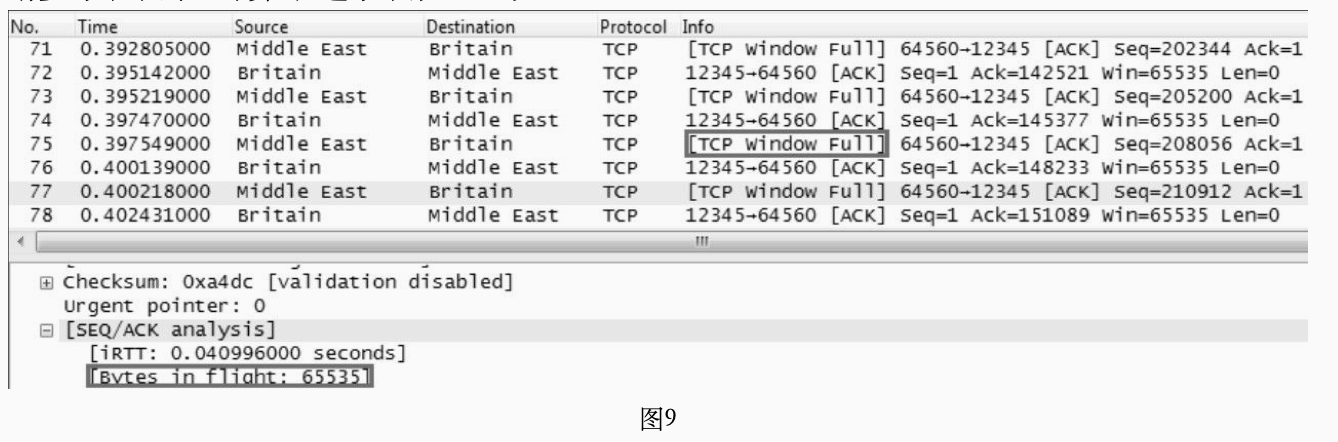 No. Time Source Destination Protocol Info
71 0.392805000 Middle East Britain TCP [TCP Window Full] 64560→12345 [ACK] Seq=202344 Ack=1
72 0.395142000 Britain Middle East TCP 12345→64560 [ACK] Seq=1 Ack=142521 Win=65535 Len=0
73 0.395219000 Middle East Britain TCP [TCP Window Full] 64560→12345 [ACK] Seq=205200 Ack=1
74 0.397470000 Britain Middle East TCP 12345→64560 [ACK] Seq=1 Ack=145377 Win=65535 Len=0
75 0.397549000 Middle East Britain TCP [TCP Window Full] 64560→12345 [ACK] Seq=208056 Ack=1
76 0.400139000 Britain Middle East TCP 12345→64560 [ACK] Seq=1 Ack=148233 Win=65535 Len=0
77 0.400218000 Middle East Britain TCP [TCP Window Full] 64560→12345 [ACK] Seq=210912 Ack=1
78 0.402431000 Britain Middle East TCP 12345→64560 [ACK] Seq=1 Ack=151089 Win=65535 Len=0
Checksum: 0xa4dc [validation disabled]
Urgent pointer: 0
[SEQ/ACK analysis]
[iRTT: 0.040996000 seconds]
[Bytes in flight: 65535]
图9